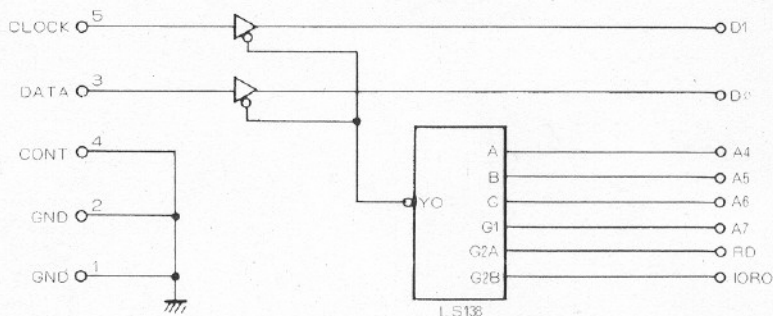 CLOCK 5 D1
DATA 3
A A4
CONT 4
B A5
YO C A6
GND 2
G1 A7
G2A RD
GND 1
G2B IORO
LS138